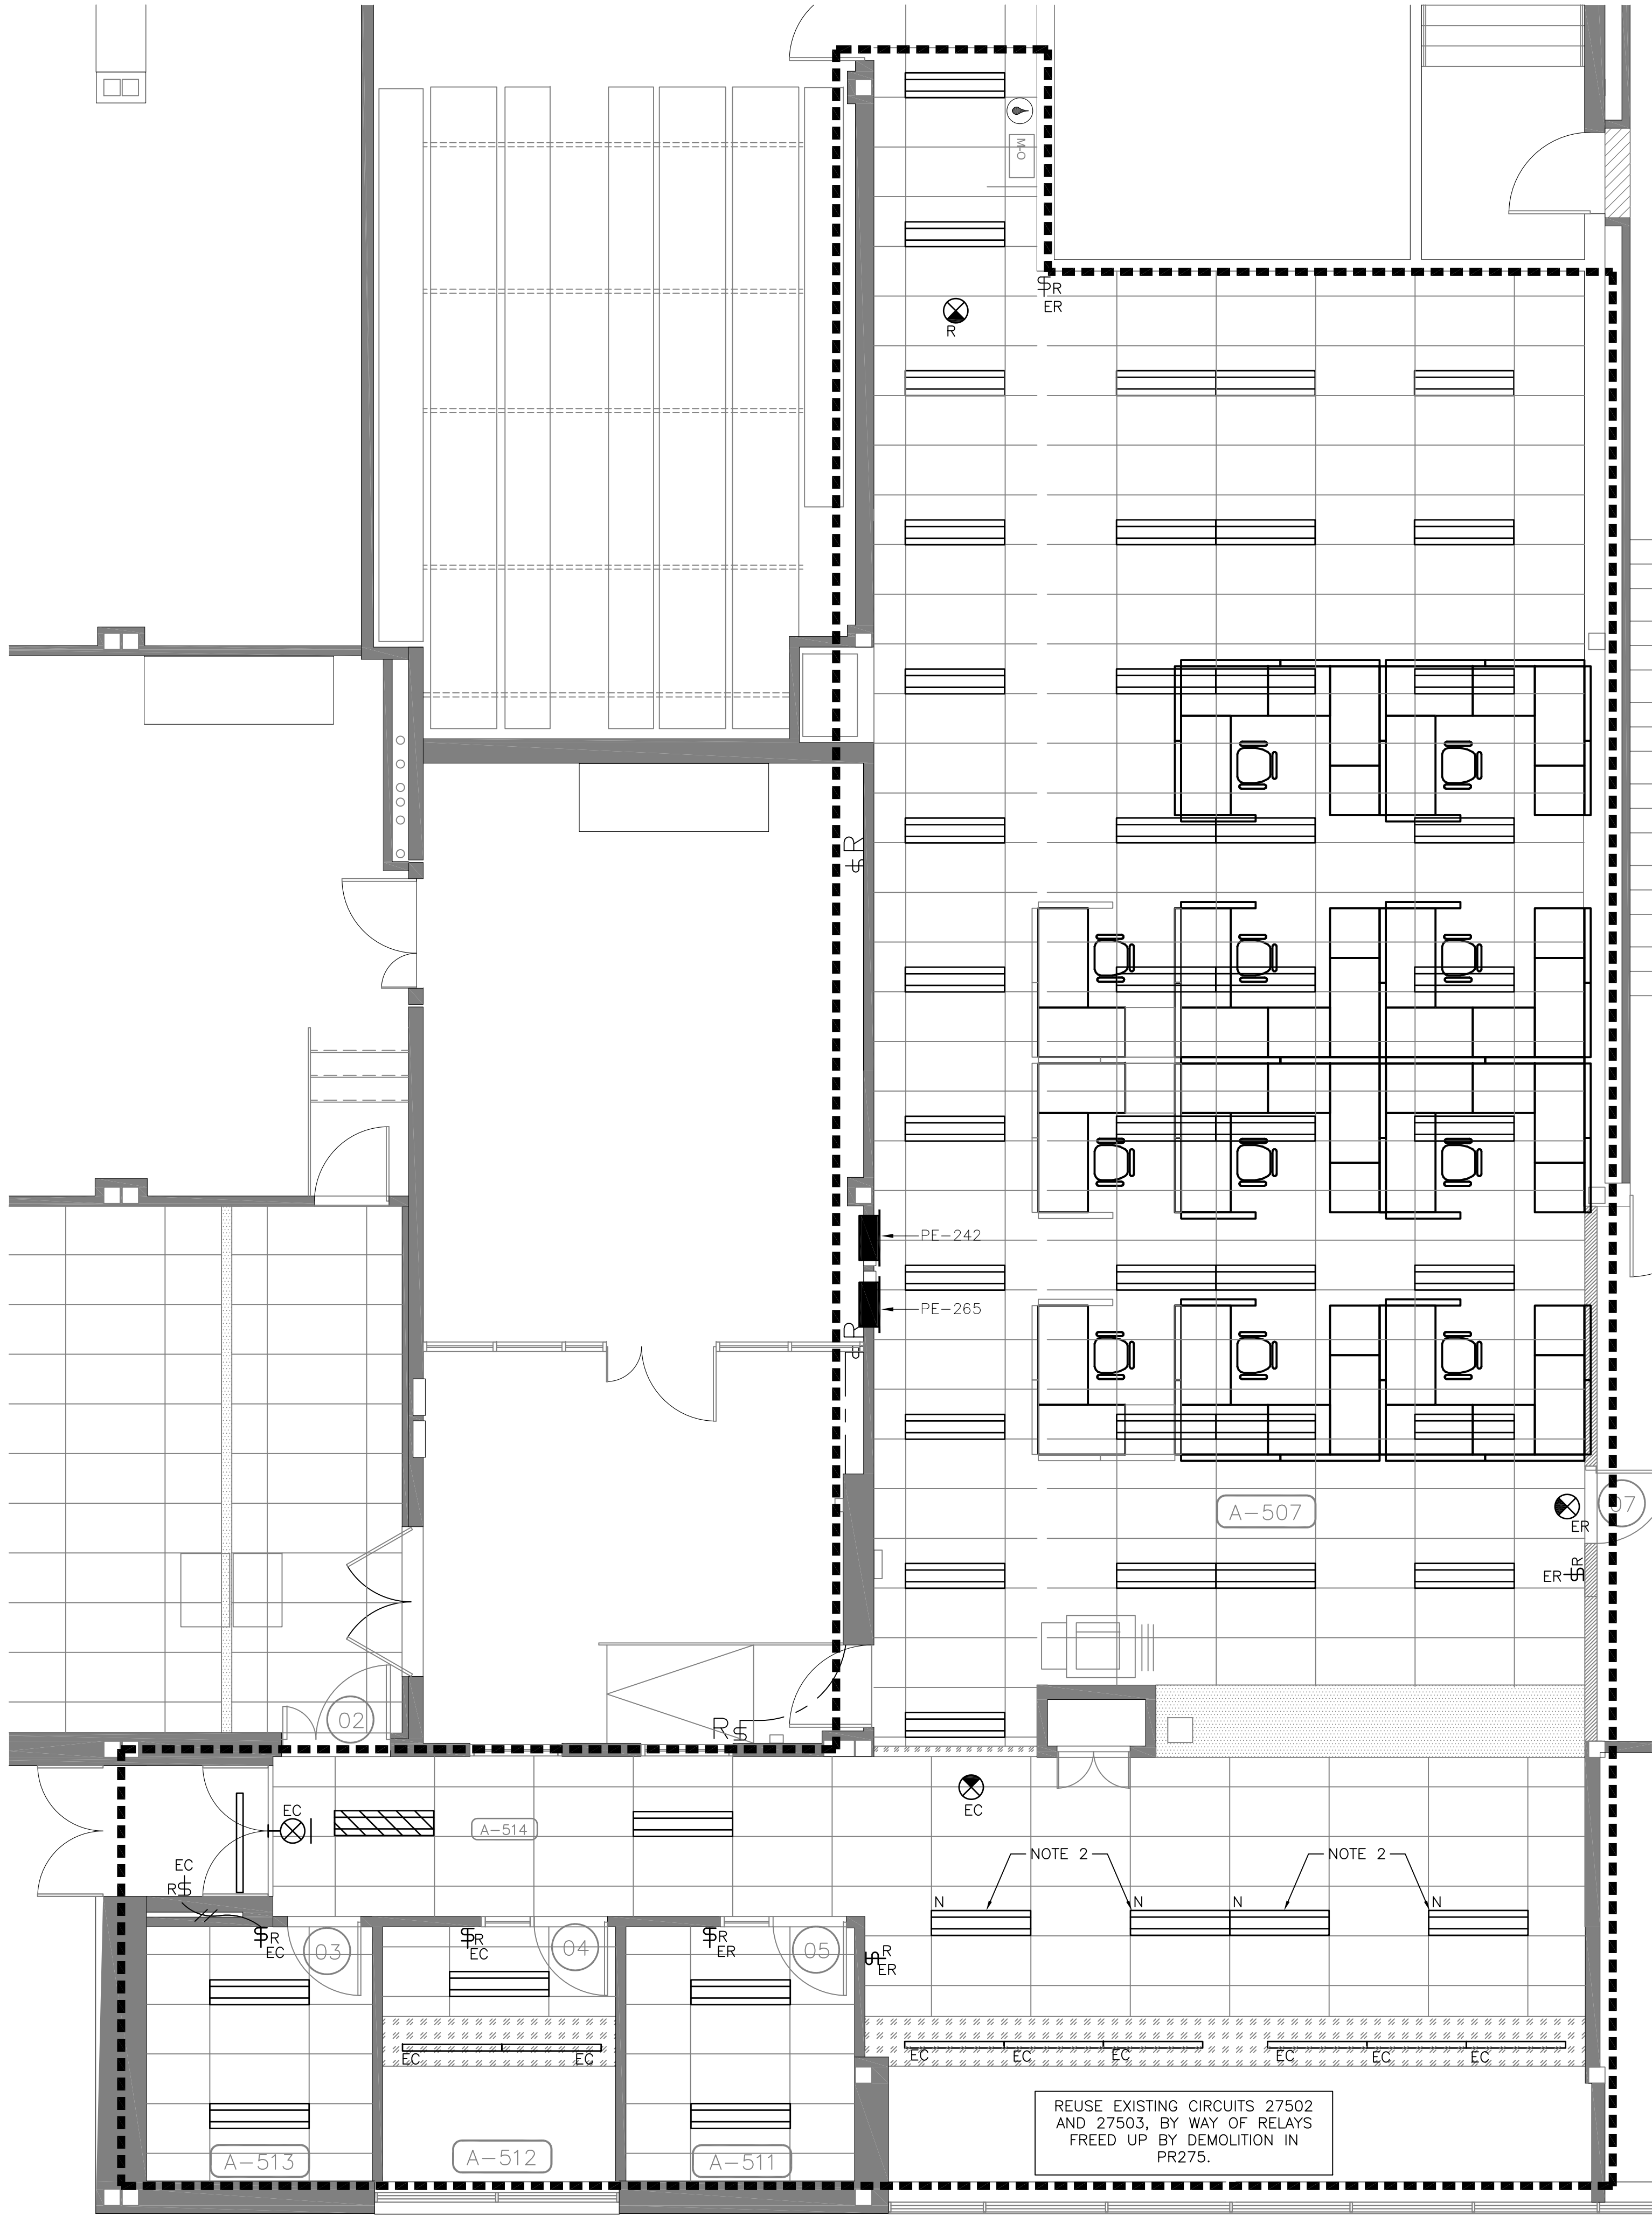 M-O
R
R
ER
R
PE-242
PE-265
R
A-507
07
ER
ER
R
02
R
EC
EC
A-514
EC
R
NOTE 2
NOTE 2
N
N
N
N
R
EC
03
R
EC
04
R
ER
05
R
ER
EC
EC
EC
EC
EC
EC
EC
EC
A-513
A-512
A-511
REUSE EXISTING CIRCUITS 27502
AND 27503, BY WAY OF RELAYS
FREED UP BY DEMOLITION IN
PR275.